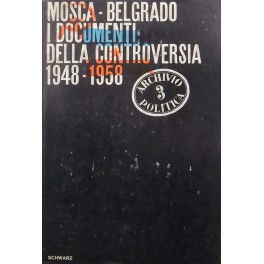 MOSCA - BELGRADO
I DOCUMENTI
DELLA CONTROVERSIA
1948 - 1958
ARCHIVIO
3
POLITICA
SCHWARZ